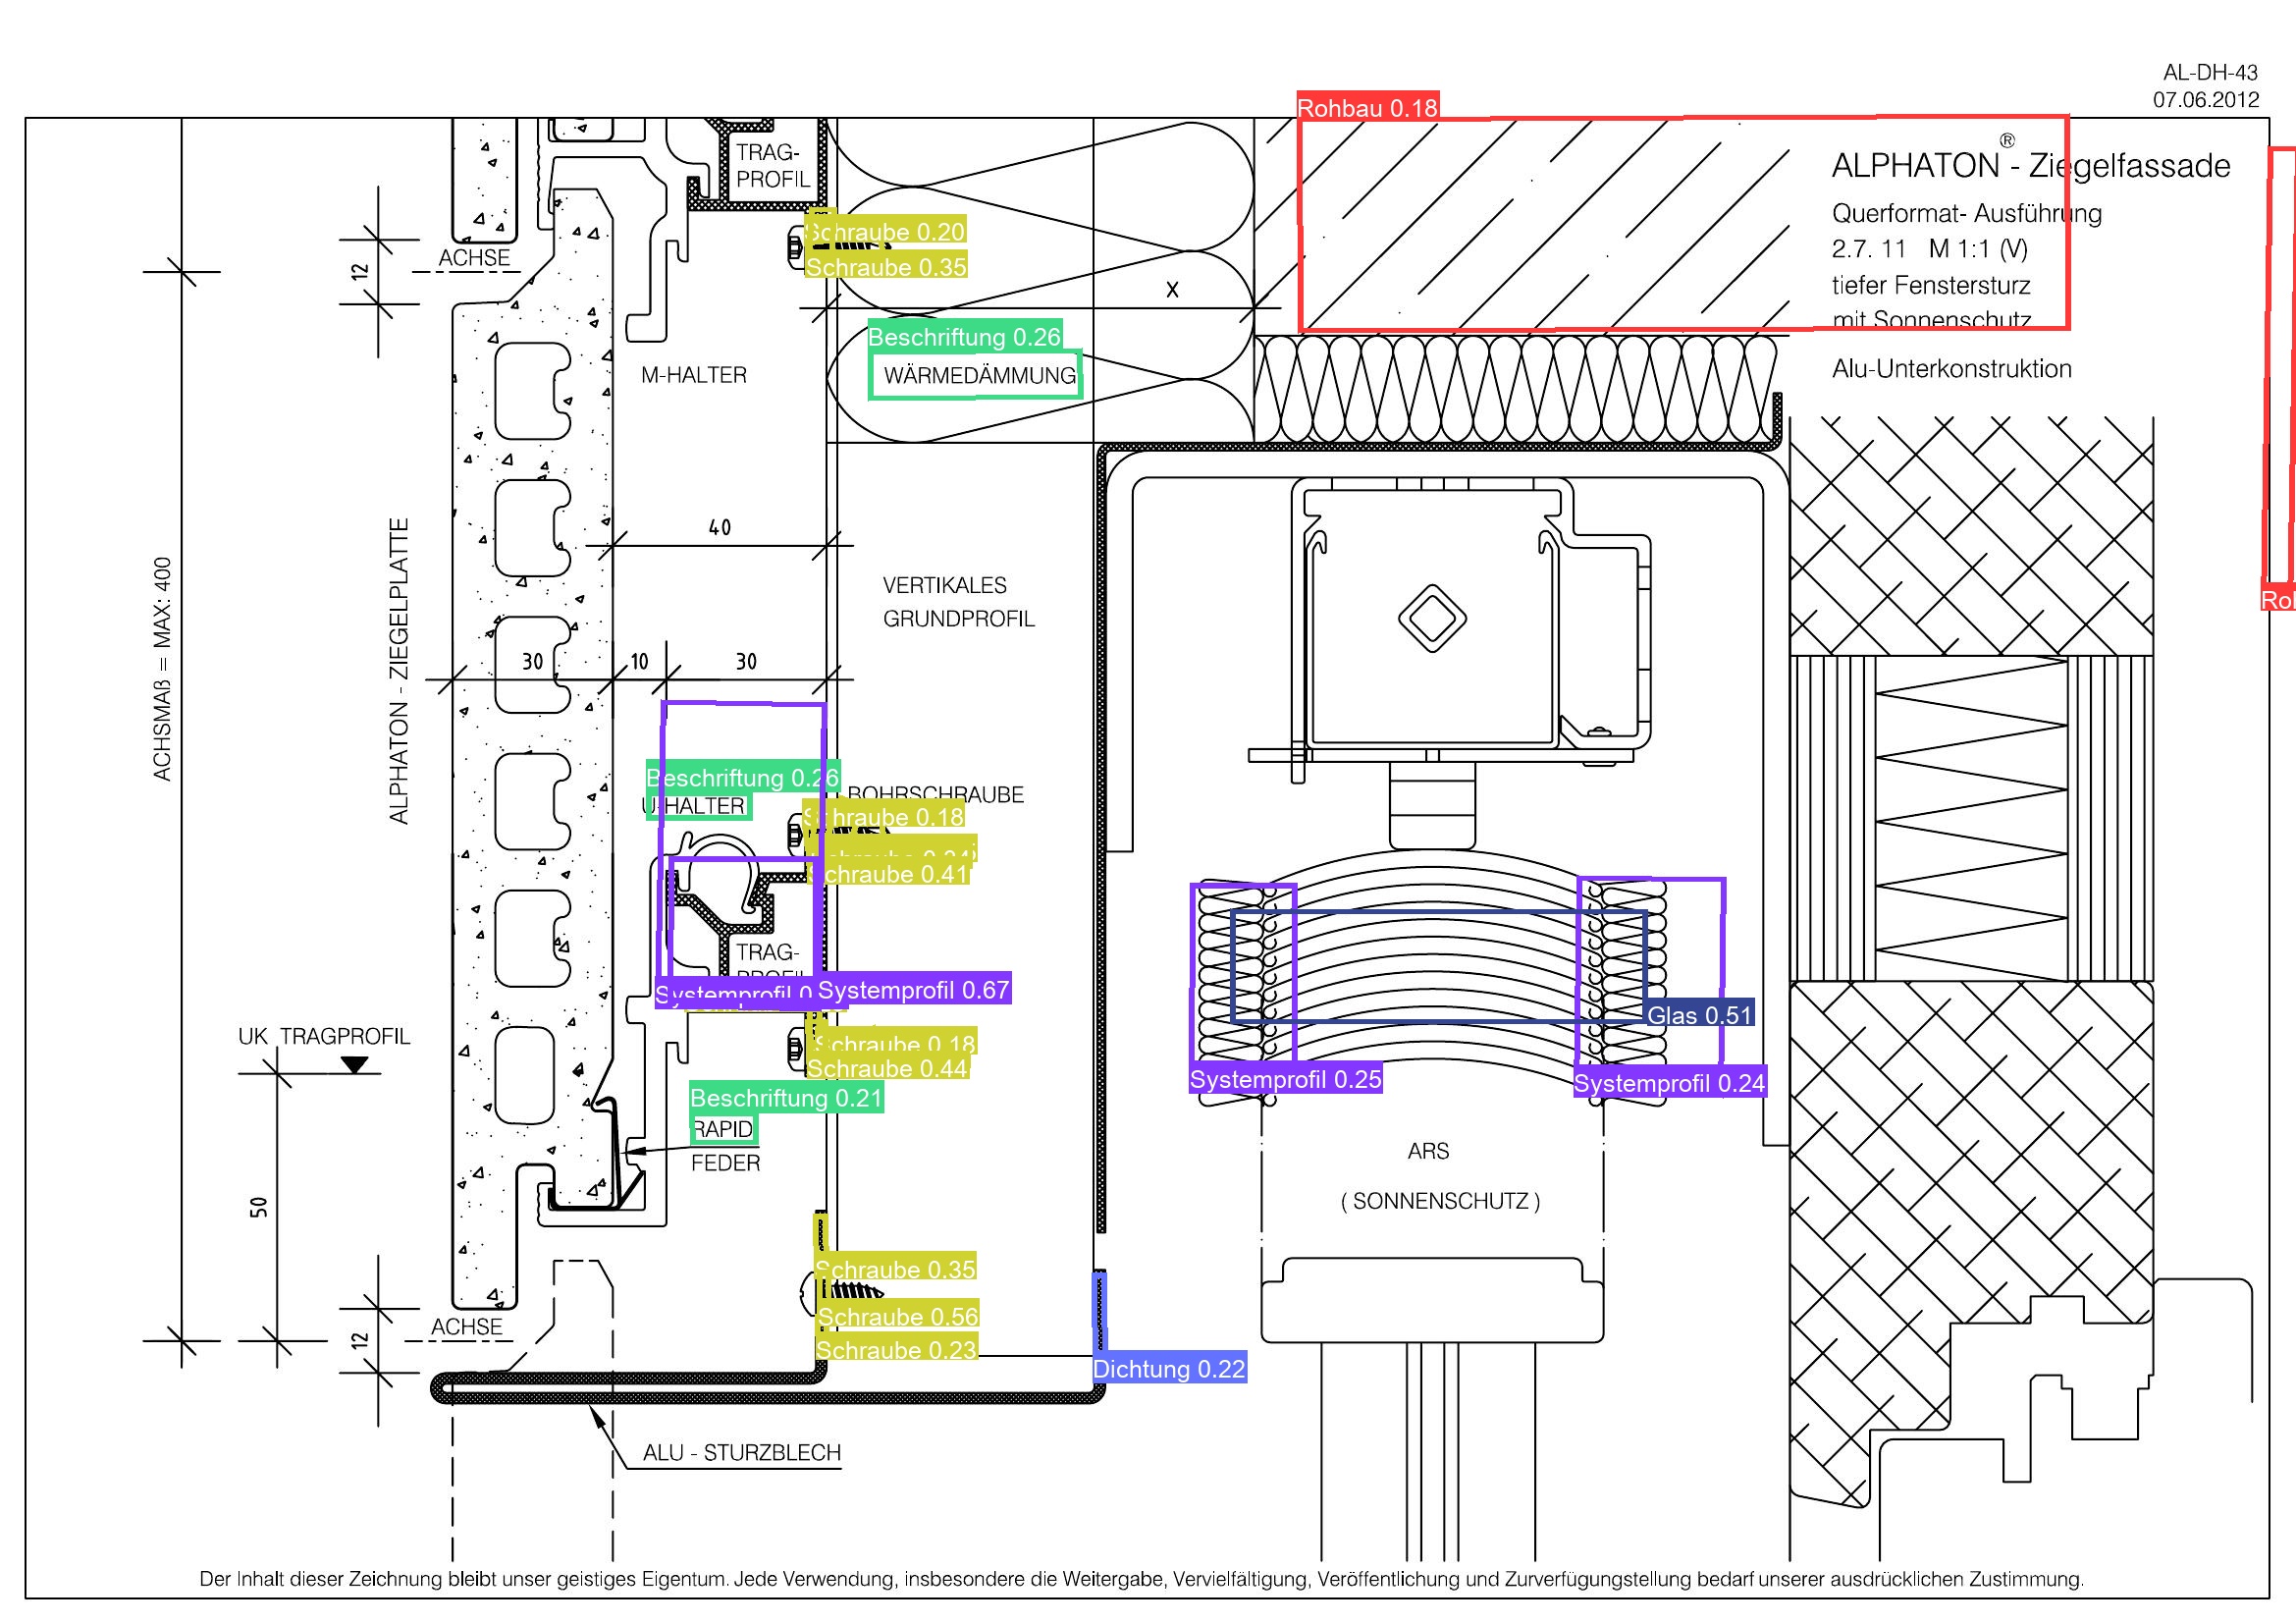 AL-DH-43
07.06.2012
Rohbau 0.18
ALPHATON® - Ziegelfassade
Querformat- Ausführung
2.7. 11 M 1:1 (V)
tiefer Fenstersturz
mit Sonnenschutz
Alu-Unterkonstruktion
TRAG-
PROFIL
Schraube 0.20
Schraube 0.35
ACHSE
12
X
Beschriftung 0.26
WÄRMEDÄMMUNG
M-HALTER
40
VERTIKALES
GRUNDPROFIL
ACHSMAß = MAX: 400
ALPHATON - ZIEGELPLATTE
30
10
30
Beschriftung 0.26
U-HALTER
BOHRSCHRAUBE
Schraube 0.18
Schraube 0.41
TRAG-
PROFIL
Systemprofil 0
Systemprofil 0.67
Glas 0.51
Systemprofil 0.25
Systemprofil 0.24
UK TRAGPROFIL
Schraube 0.18
Schraube 0.44
Beschriftung 0.21
RAPID
FEDER
ARS
( SONNENSCHUTZ )
50
Schraube 0.35
Schraube 0.56
Schraube 0.23
Dichtung 0.22
ACHSE
12
ALU - STURZBLECH
Der Inhalt dieser Zeichnung bleibt unser geistiges Eigentum. Jede Verwendung, insbesondere die Weitergabe, Vervielfältigung, Veröffentlichung und Zurverfügungstellung bedarf unserer ausdrücklichen Zustimmung.